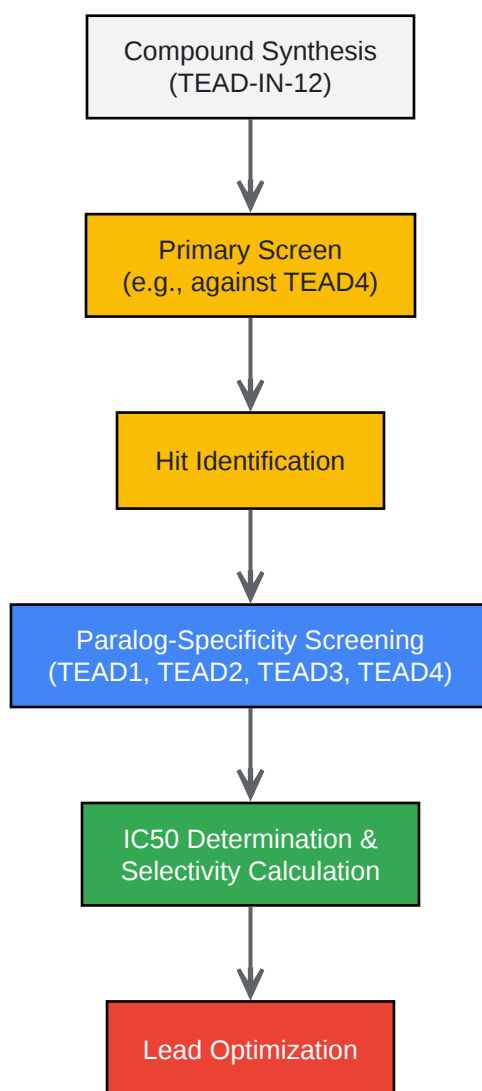 Compound Synthesis
(TEAD-IN-12)
Primary Screen
(e.g., against TEAD4)
Hit Identification
Paralog-Specificity Screening
(TEAD1, TEAD2, TEAD3, TEAD4)
IC50 Determination &
Selectivity Calculation
Lead Optimization